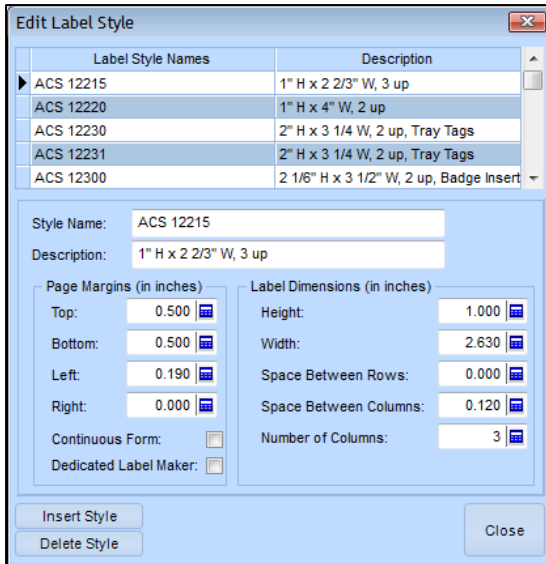 Edit Label Style
Label Style Names Description
ACS 12215 1" H x 2 2/3" W, 3 up
ACS 12220 1" H x 4" W, 2 up
ACS 12230 2" H x 3 1/4 W, 2 up, Tray Tags
ACS 12231 2" H x 3 1/4 W, 2 up, Tray Tags
ACS 12300 2 1/6" H x 3 1/2" W, 2 up, Badge Insert
Style Name: ACS 12215
Description: 1" H x 2 2/3" W, 3 up
Page Margins (in inches) Label Dimensions (in inches)
Top: 0.500 Height: 1.000
Bottom: 0.500 Width: 2.630
Left: 0.190 Space Between Rows: 0.000
Right: 0.000 Space Between Columns: 0.120
Continuous Form: Number of Columns: 3
Dedicated Label Maker:
Insert Style
Delete Style
Close